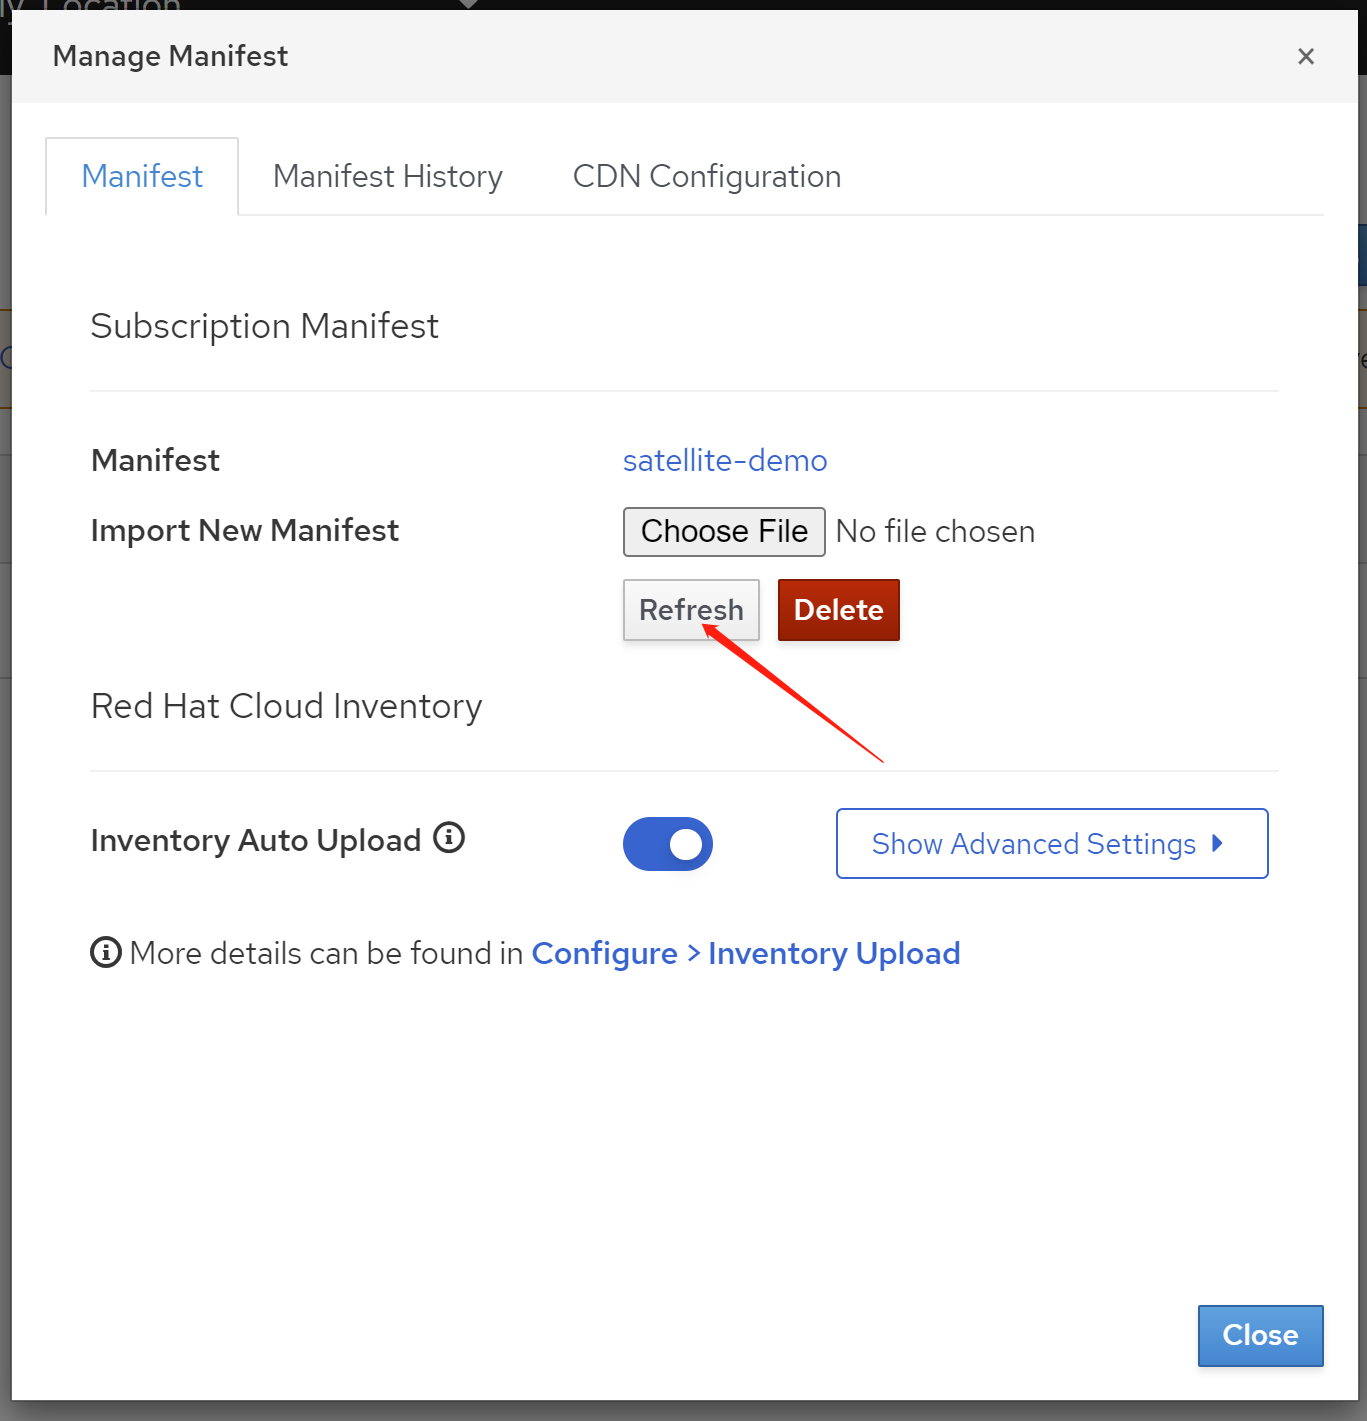 Location
Manage Manifest ×
Manifest Manifest History CDN Configuration
Subscription Manifest
Manifest satellite-demo
Import New Manifest Choose File No file chosen
Refresh Delete
Red Hat Cloud Inventory
Inventory Auto Upload Show Advanced Settings
More details can be found in Configure > Inventory Upload
Close